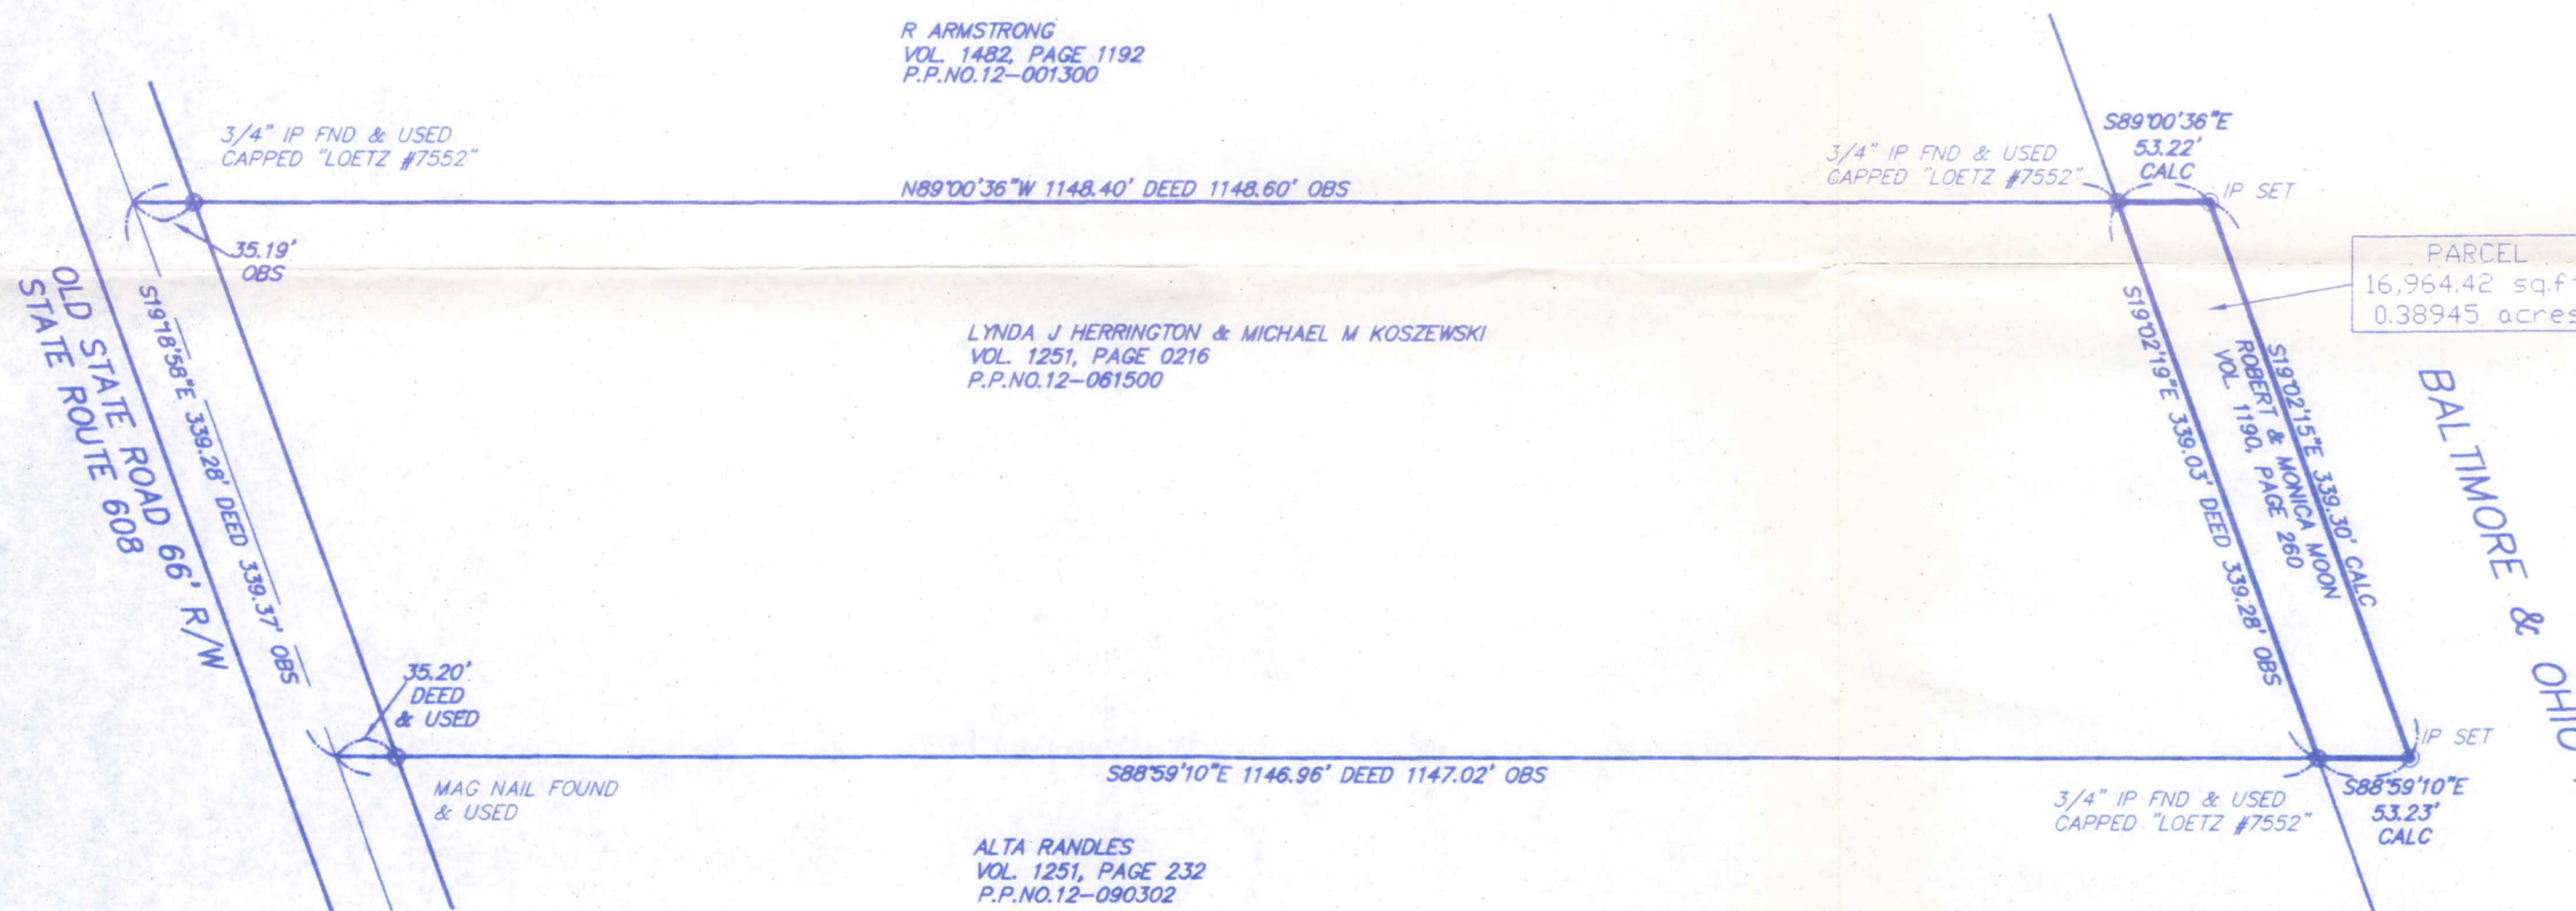 R ARMSTRONG
VOL. 1482, PAGE 1192
P.P.NO.12-001300
3/4" IP FND & USED
CAPPED "LOETZ #7552"
N89°00'36"W 1148.40' DEED 1148.60' OBS
3/4" IP FND & USED
CAPPED "LOETZ #7552"
S89°00'36"E
53.22'
CALC
IP SET
35.19'
OBS
PARCEL
16,964.42 sq.f
0.38945 acres
OLD STATE ROAD 66' R/W
STATE ROUTE 608
S19°18'58"E 339.28' DEED 339.37' OBS
LYNDA J HERRINGTON & MICHAEL M KOSZEWSKI
VOL. 1251, PAGE 0216
P.P.NO.12-061500
S19°02'19"E 339.03' DEED 339.28' OBS
S19°02'15"E 339.30' CALC
ROBERT & MONICA MOON
VOL. 1190, PAGE 260
BALTIMORE & OHIO
35.20'
DEED
& USED
MAG NAIL FOUND
& USED
S88°59'10"E 1146.96' DEED 1147.02' OBS
IP SET
3/4" IP FND & USED
CAPPED "LOETZ #7552"
S88°59'10"E
53.23'
CALC
ALTA RANDLES
VOL. 1251, PAGE 232
P.P.NO.12-090302